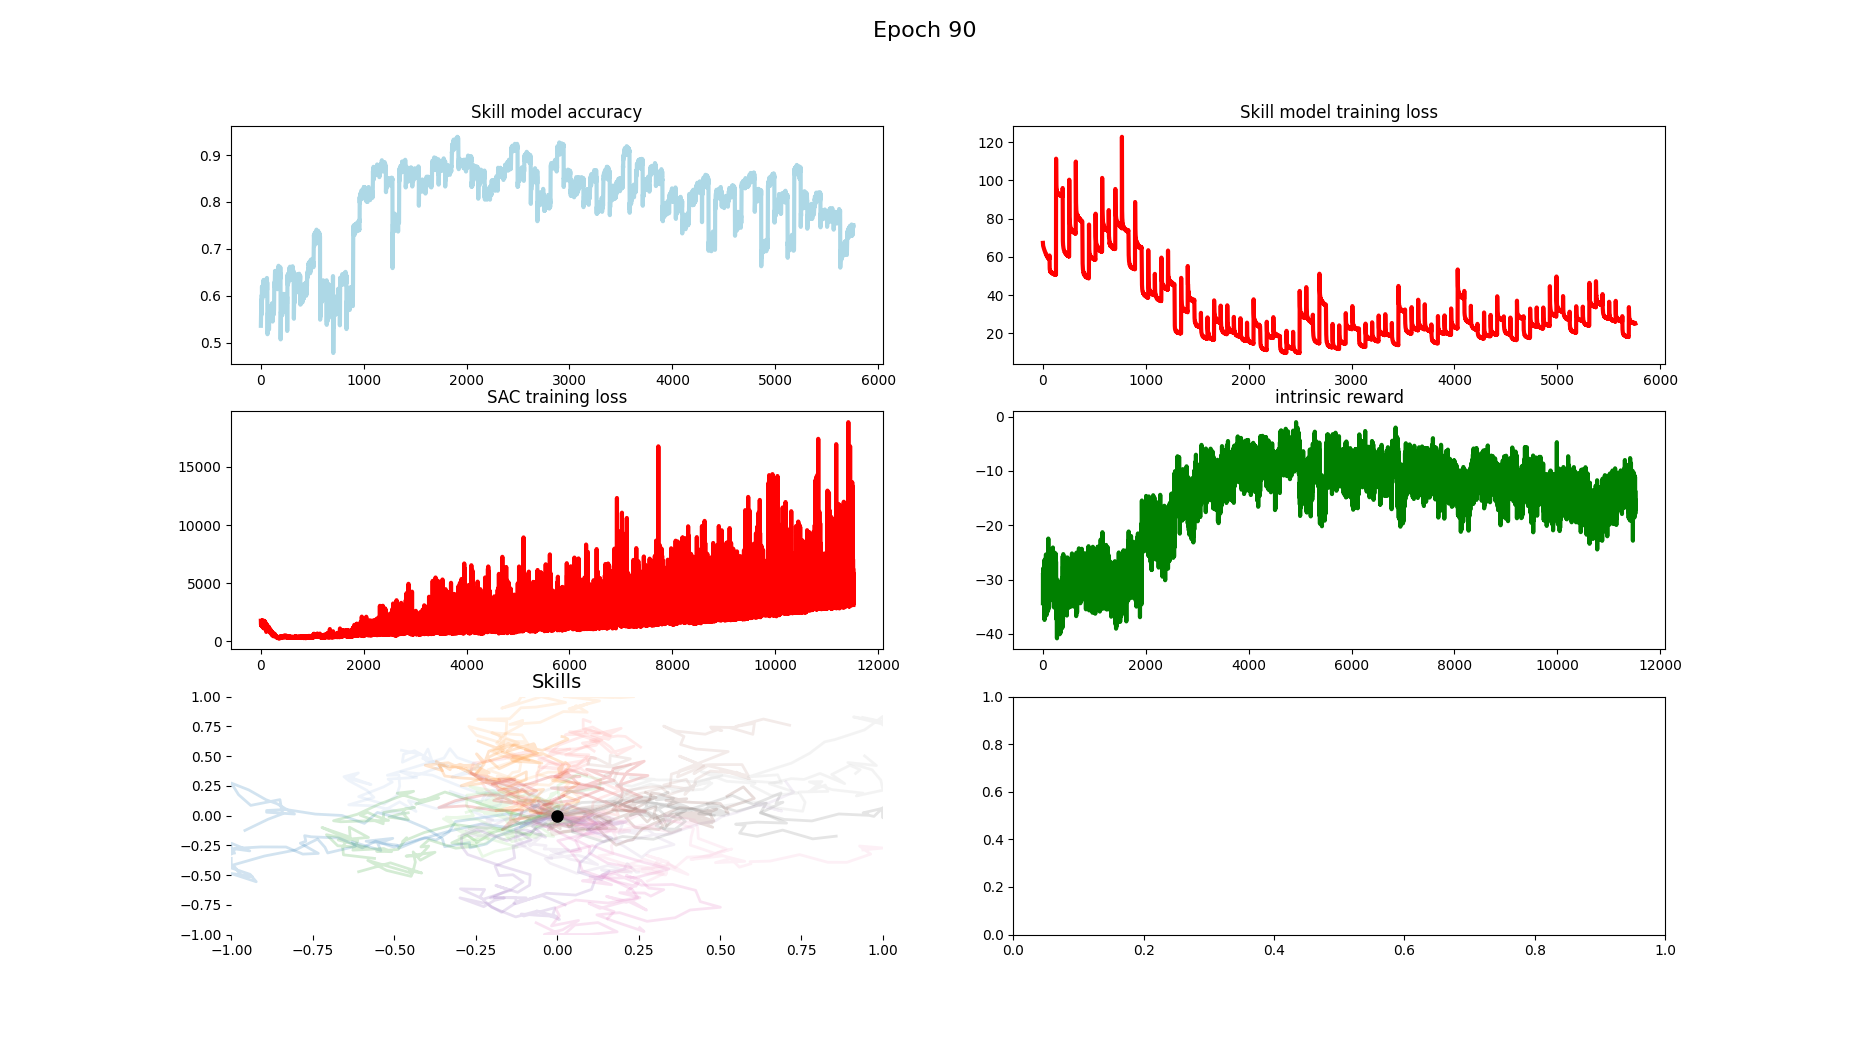 Epoch 90
Skill model accuracy
0.9
0.8
0.7
0.6
0.5
0 1000 2000 3000 4000 5000 6000
Skill model training loss
120
100
80
60
40
20
0 1000 2000 3000 4000 5000 6000
SAC training loss
15000
10000
5000
0
0 2000 4000 6000 8000 10000 12000
intrinsic reward
0
−10
−20
−30
−40
0 2000 4000 6000 8000 10000 12000
Skills
1.00
0.75
0.50
0.25
0.00
−0.25
−0.50
−0.75
−1.00
−1.00 −0.75 −0.50 −0.25 0.00 0.25 0.50 0.75 1.00
1.0
0.8
0.6
0.4
0.2
0.0
0.0 0.2 0.4 0.6 0.8 1.0